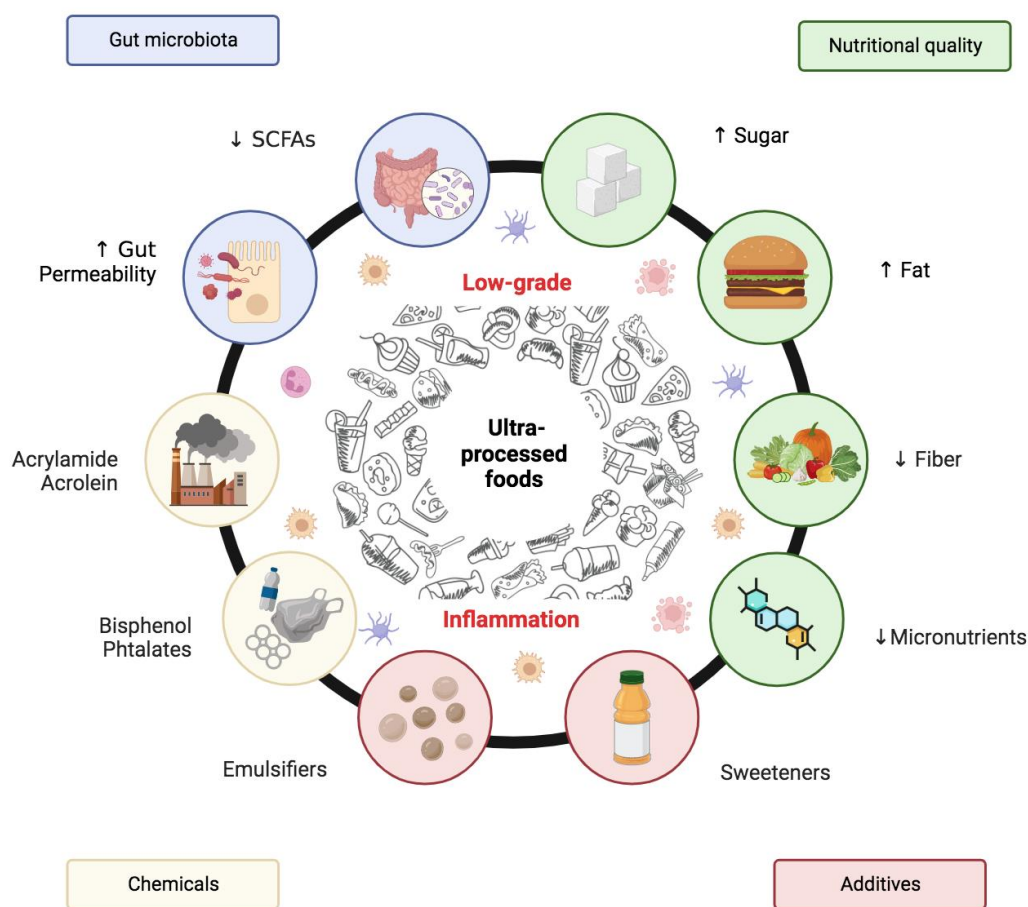 Gut microbiota
Nutritional quality
↓ SCFAs
↑ Sugar
↑ Gut
Permeability
↑ Fat
Low-grade
Ultra-
processed
foods
Acrylamide
Acrolein
↓ Fiber
Inflammation
Bisphenol
Phtalates
↓Micronutrients
Emulsifiers
Sweeteners
Chemicals
Additives